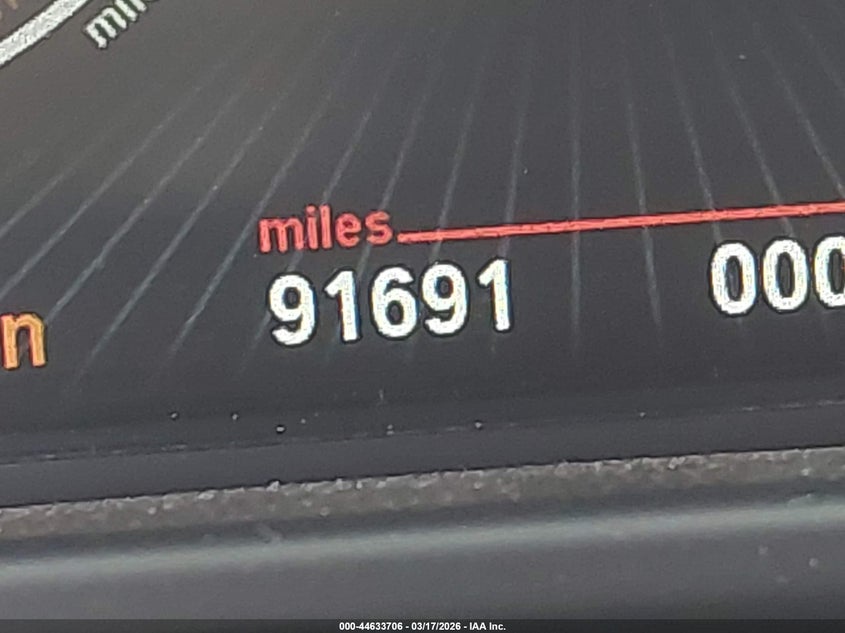 miles
91691 000
n
000-44633706 - 03/17/2026 - IAA Inc.